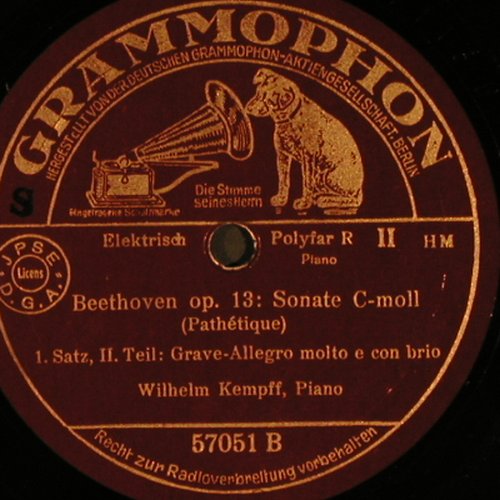 GRAMMOPHON
HERGESTELLT VON DER DEUTSCHEN GRAMMOPHON-AKTIENGESELLSCHAFT, BERLIN
S
Die Stimme
seines Herrn
Eingetragene Schutzmarke
Elektrisch Polyfar R II HM
Piano
JPSE
Licens
D.G.A.
Beethoven op. 13: Sonate C-moll
(Pathétique)
1. Satz, II. Teil: Grave-Allegro molto e con brio
Wilhelm Kempff, Piano
57051 B
Recht zur Radioverbreitung vorbehalten